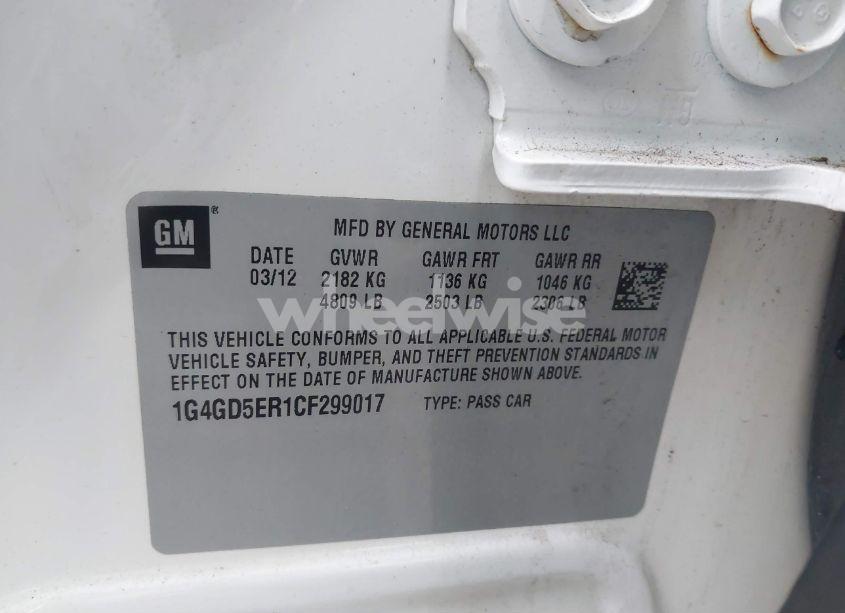 GM ®
MFD BY GENERAL MOTORS LLC
DATE GVWR GAWR FRT GAWR RR
03/12 2182 KG 1136 KG 1046 KG
4809 LB 2503 LB 2306 LB
wheelwise
THIS VEHICLE CONFORMS TO ALL APPLICABLE U.S. FEDERAL MOTOR
VEHICLE SAFETY, BUMPER, AND THEFT PREVENTION STANDARDS IN
EFFECT ON THE DATE OF MANUFACTURE SHOWN ABOVE.
1G4GD5ER1CF299017 TYPE: PASS CAR